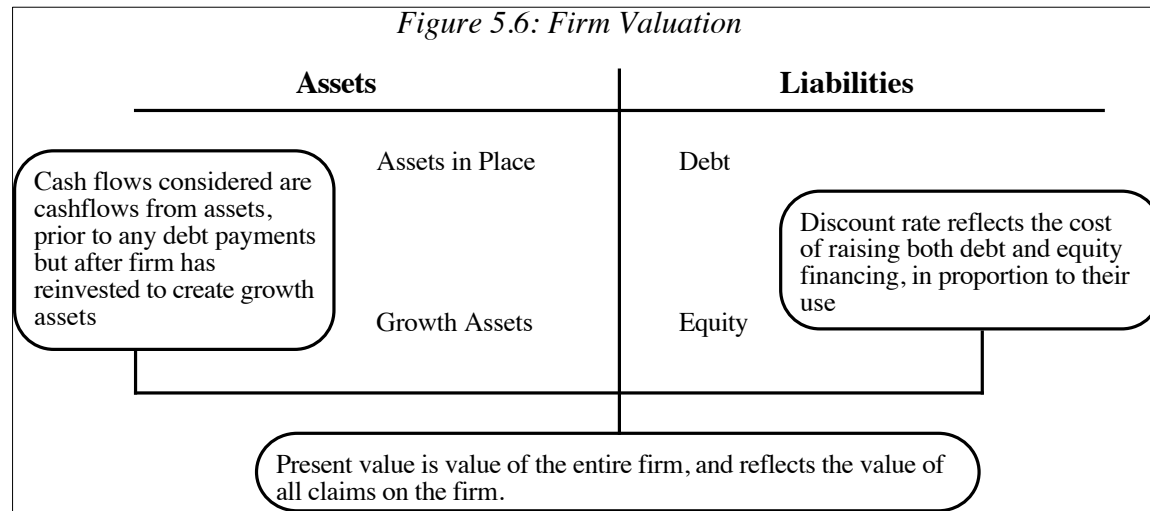 Figure 5.6: Firm Valuation
Assets
Liabilities
Assets in Place
Debt
Cash flows considered are
cashflows from assets,
prior to any debt payments
but after firm has
reinvested to create growth
assets
Discount rate reflects the cost
of raising both debt and equity
financing, in proportion to their
use
Growth Assets
Equity
Present value is value of the entire firm, and reflects the value of
all claims on the firm.